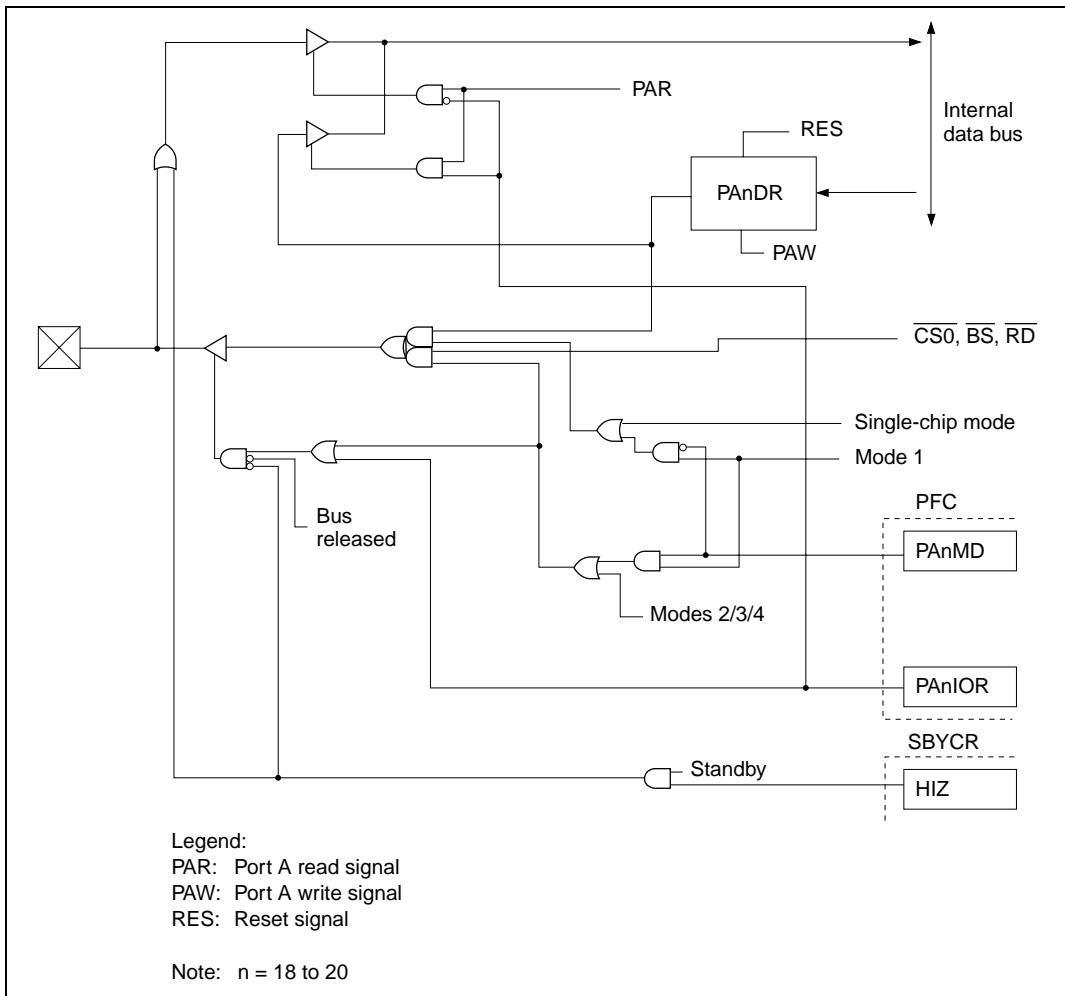 PAR
Internal
data bus
RES
PAnDR
PAW
CS0, BS, RD
Single-chip mode
Mode 1
Bus
released
PFC
PAnMD
Modes 2/3/4
PAnIOR
SBYCR
Standby
HIZ
Legend:
PAR: Port A read signal
PAW: Port A write signal
RES: Reset signal
Note: n = 18 to 20